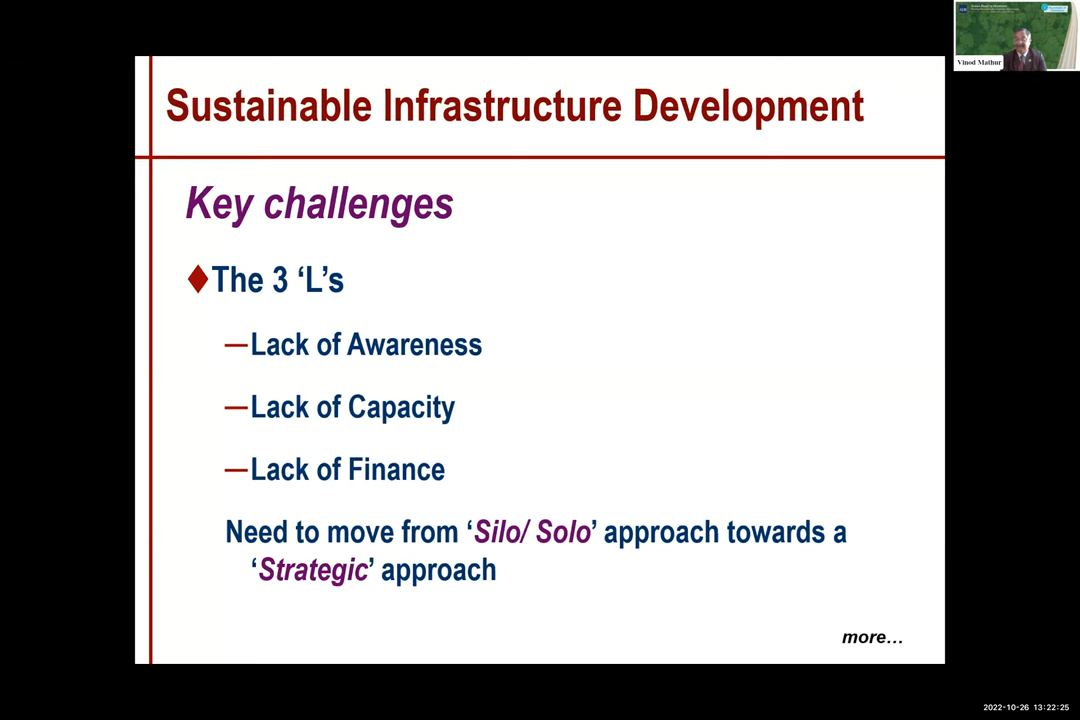 Vinod Mathur
Sustainable Infrastructure Development
Key challenges
The 3 ‘L’s
—Lack of Awareness
—Lack of Capacity
—Lack of Finance
Need to move from ‘Silo/ Solo’ approach towards a
‘Strategic’ approach
more…
2022-10-26 13:22:25